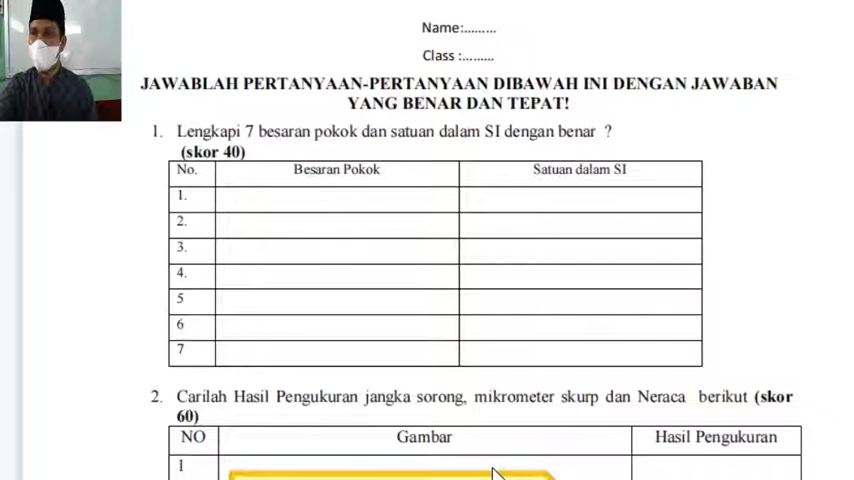 Name:.........
Class :.........
JAWABLAH PERTANYAAN-PERTANYAAN DIBAWAH INI DENGAN JAWABAN
YANG BENAR DAN TEPAT!
1. Lengkapi 7 besaran pokok dan satuan dalam SI dengan benar ?
(skor 40)
No. Besaran Pokok Satuan dalam SI
1.
2.
3.
4.
5
6
7
2. Carilah Hasil Pengukuran jangka sorong, mikrometer skurp dan Neraca berikut (skor
60)
NO Gambar Hasil Pengukuran
1